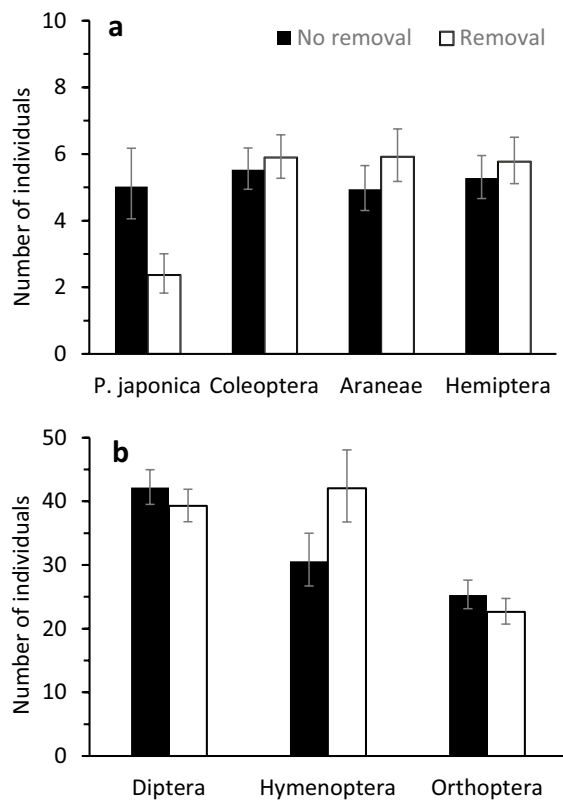 a
No removal Removal
Number of individuals
10
8
6
4
2
0
P. japonica Coleoptera Araneae Hemiptera
b
Number of individuals
50
40
30
20
10
0
Diptera Hymenoptera Orthoptera